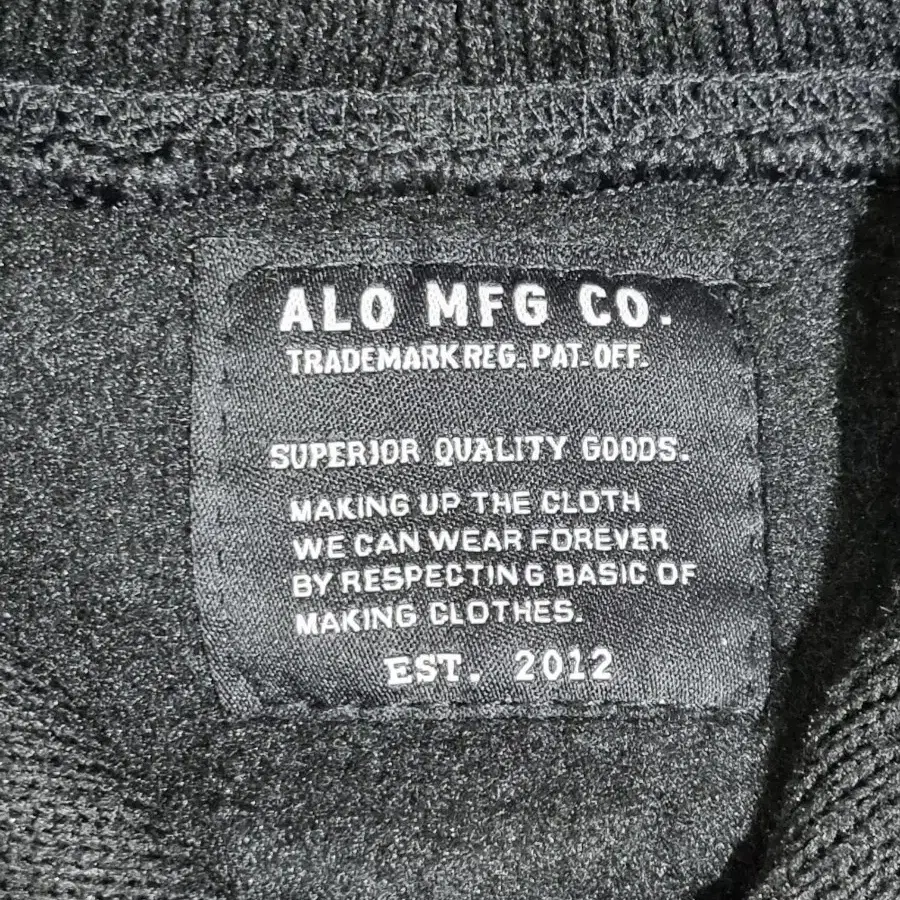 ALO MFG CO.
TRADEMARK REG. PAT. OFF.
SUPERIOR QUALITY GOODS.
MAKING UP THE CLOTH
WE CAN WEAR FOREVER
BY RESPECTING BASIC OF
MAKING CLOTHES.
EST. 2012